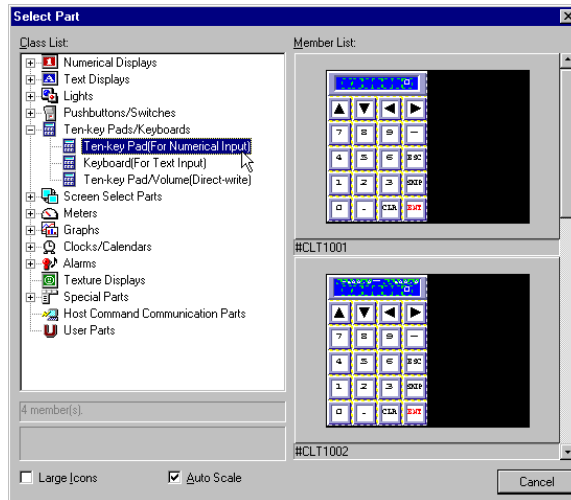 Select Part
Class List:
Member List:
Numerical Displays
Text Displays
Lights
Pushbuttons/Switches
Ten-key Pads/Keyboards
Ten-key Pad(For Numerical Input)
Keyboard(For Text Input)
Ten-key Pad/Volume(Direct-write)
Screen Select Parts
Meters
Graphs
Clocks/Calendars
Alarms
Texture Displays
Special Parts
Host Command Communication Parts
User Parts
7 8 9 -
4 5 6 ESC
1 2 3 SKIP
0 . CLR ENT
#CLT1001
7 8 9 -
4 5 6 ESC
1 2 3 SKIP
0 . CLR ENT
#CLT1002
4 member(s).
Large Icons
Auto Scale
Cancel